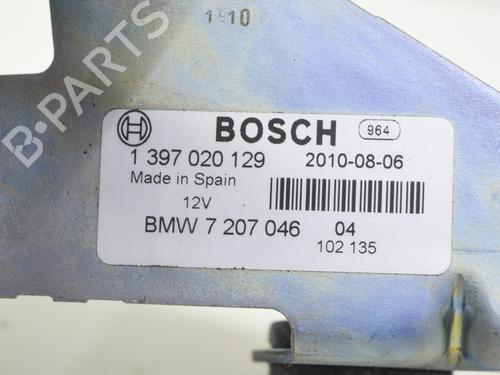 1910
B-PARTS
BOSCH 964
1 397 020 129 2010-08-06
Made in Spain
12V
BMW 7 207 046 04
102 135